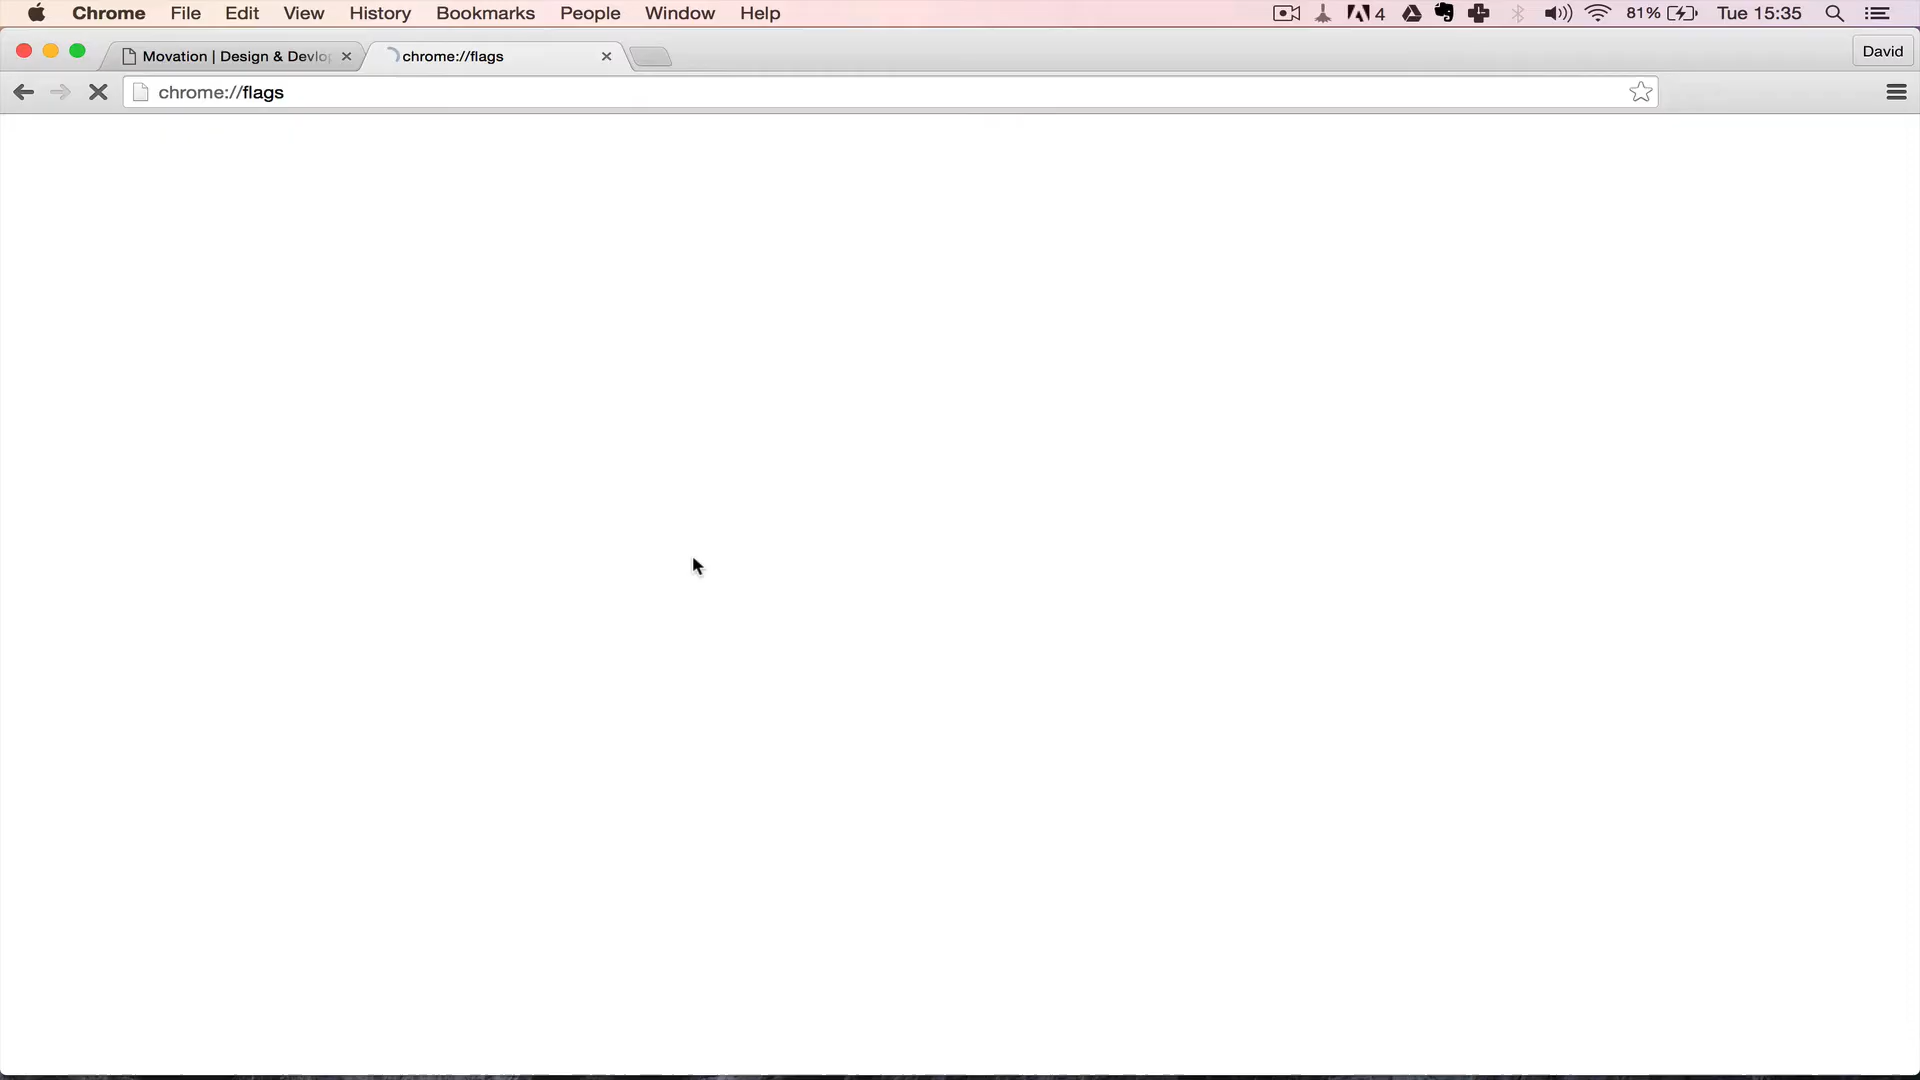 Chrome File Edit View History Bookmarks People Window Help 4 81% Tue 15:35
Movation | Design & Devlop chrome://flags David
chrome://flags